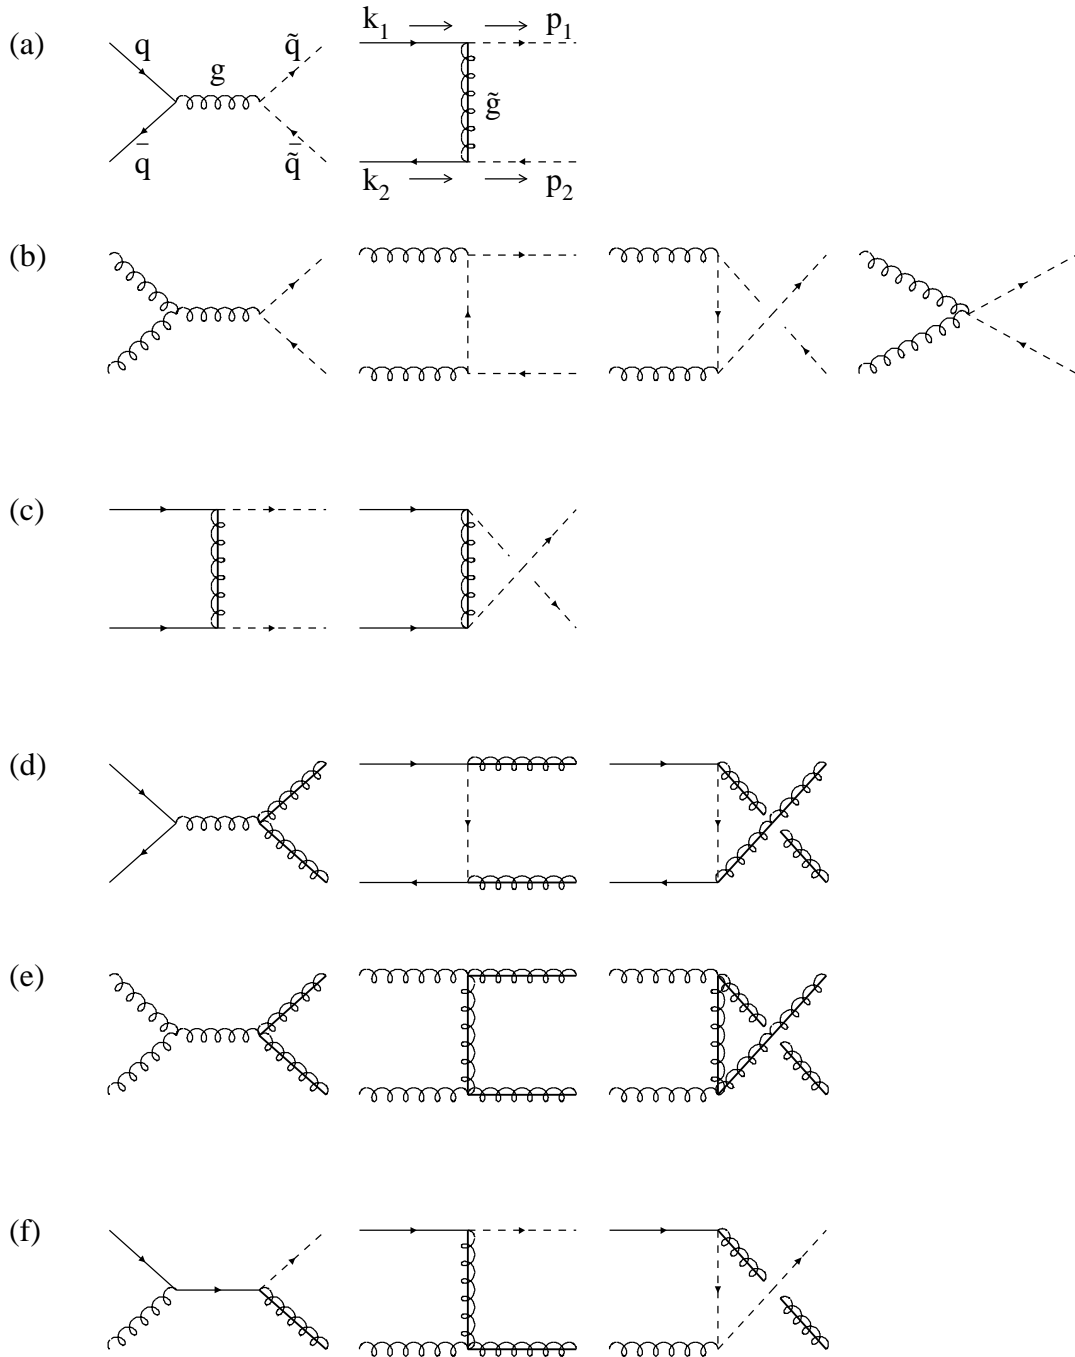 (a) q g q̃ k₁ p₁
q̄ q̃̄ g̃ k₂ p₂
(b)
(c)
(d)
(e)
(f)